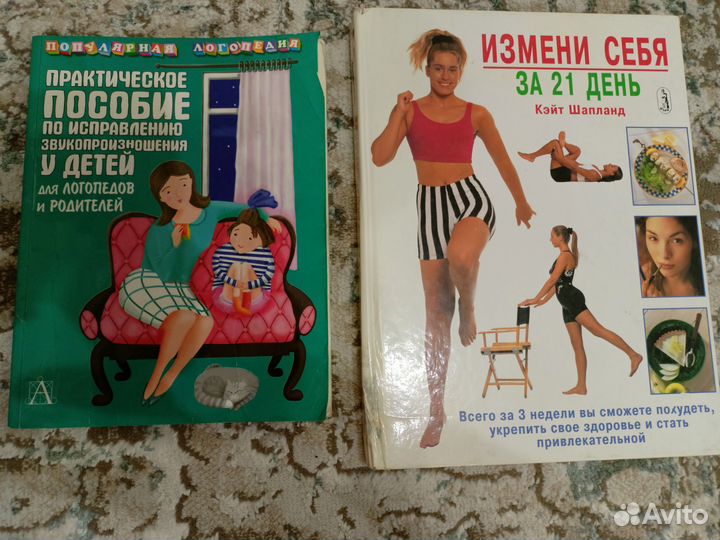 ПОПУЛЯРНАЯ ЛОГОПЕДИЯ
ПРАКТИЧЕСКОЕ
ПОСОБИЕ
ПО ИСПРАВЛЕНИЮ
ЗВУКОПРОИЗНОШЕНИЯ
У ДЕТЕЙ
для ЛОГОПЕДОВ
и РОДИТЕЛЕЙ
ИЗМЕНИ СЕБЯ
ЗА 21 ДЕНЬ
Кэйт Шапланд
Всего за 3 недели вы сможете похудеть,
укрепить свое здоровье и стать
привлекательной
Avito